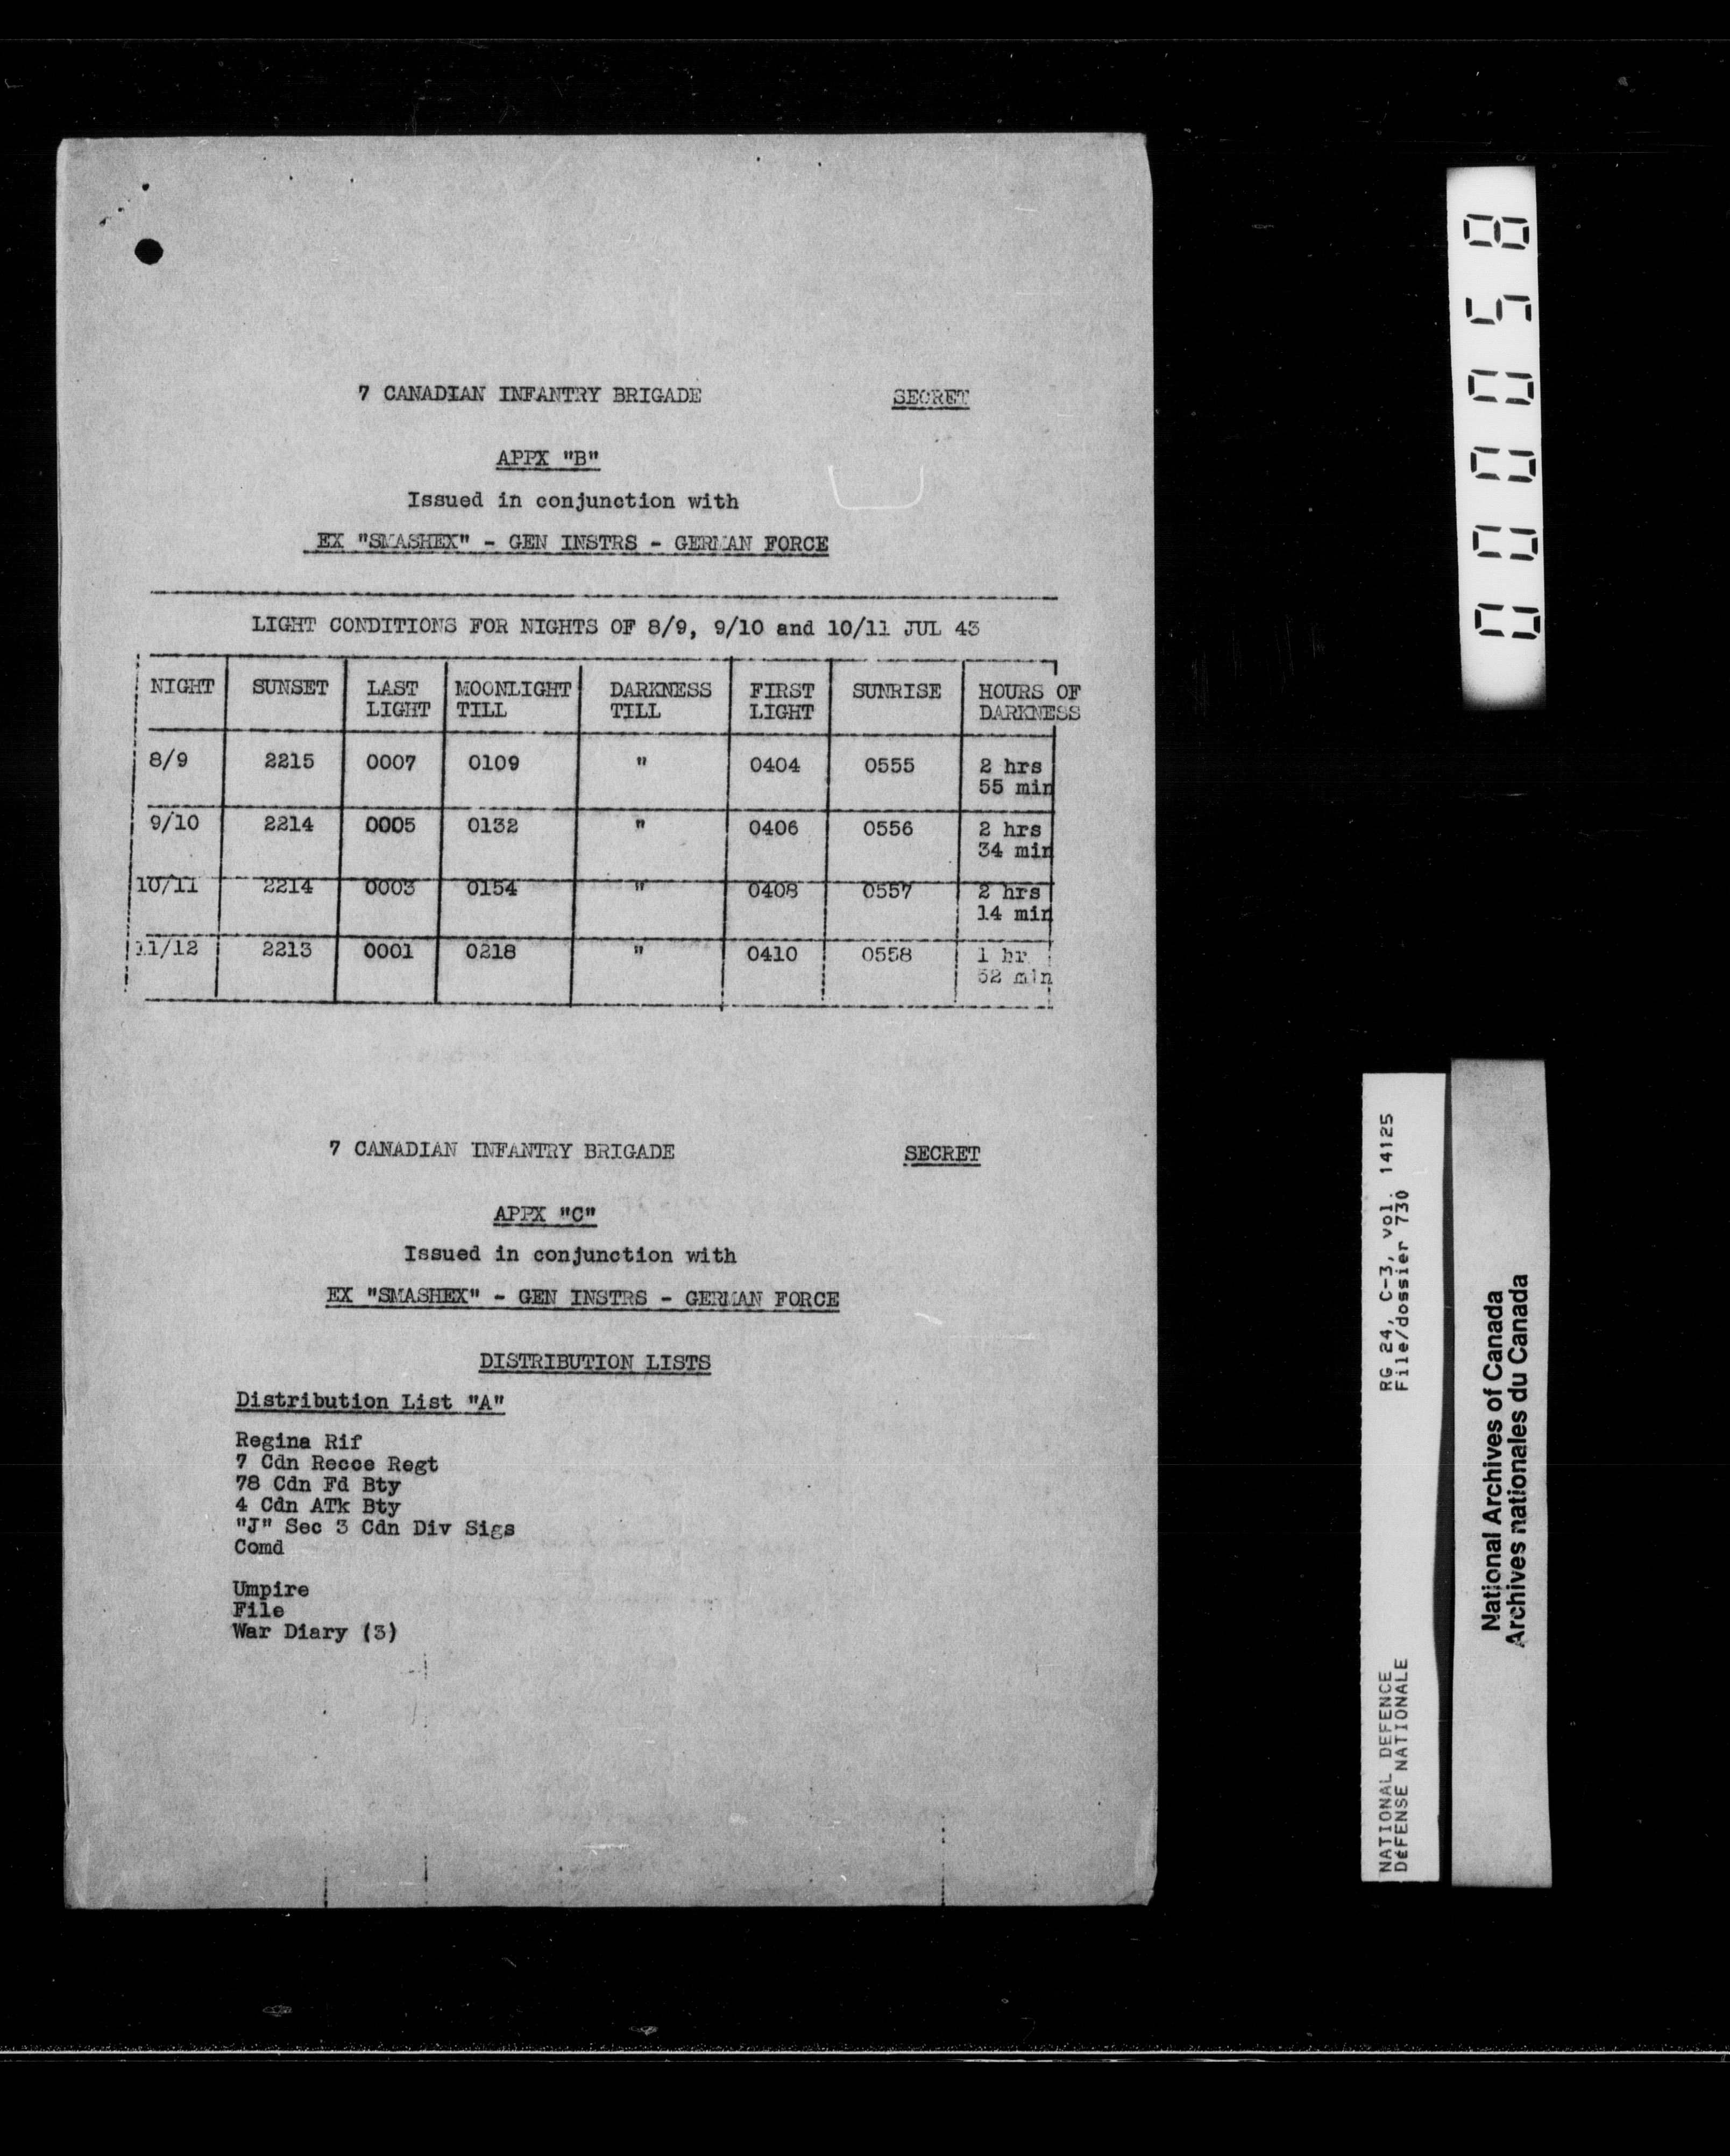 7 CANADIAN INFANTRY BRIGADE SECRET
APPX "B"
Issued in conjunction with
EX "SMASHEX" - GEN INSTRS - GERMAN FORCE
LIGHT CONDITIONS FOR NIGHTS OF 8/9, 9/10 and 10/11 JUL 43
NIGHT SUNSET LAST LIGHT MOONLIGHT TILL DARKNESS TILL FIRST LIGHT SUNRISE HOURS OF DARKNESS
8/9 2215 0007 0109 " 0404 0555 2 hrs 55 min
9/10 2214 0005 0132 " 0406 0556 2 hrs 34 min
10/11 2214 0003 0154 " 0408 0557 2 hrs 14 min
11/12 2213 0001 0218 " 0410 0558 1 hr 52 min
7 CANADIAN INFANTRY BRIGADE SECRET
APPX "C"
Issued in conjunction with
EX "SMASHEX" - GEN INSTRS - GERMAN FORCE
DISTRIBUTION LISTS
Distribution List "A"
Regina Rif
7 Cdn Recce Regt
78 Cdn Fd Bty
4 Cdn ATk Bty
"J" Sec 3 Cdn Div Sigs
Comd
Umpire
File
War Diary (3)
000058
NATIONAL DEFENCE RG 24, C-3, vol. 14125
DéFENSE NATIONALE File/dossier 730
National Archives of Canada
Archives nationales du Canada